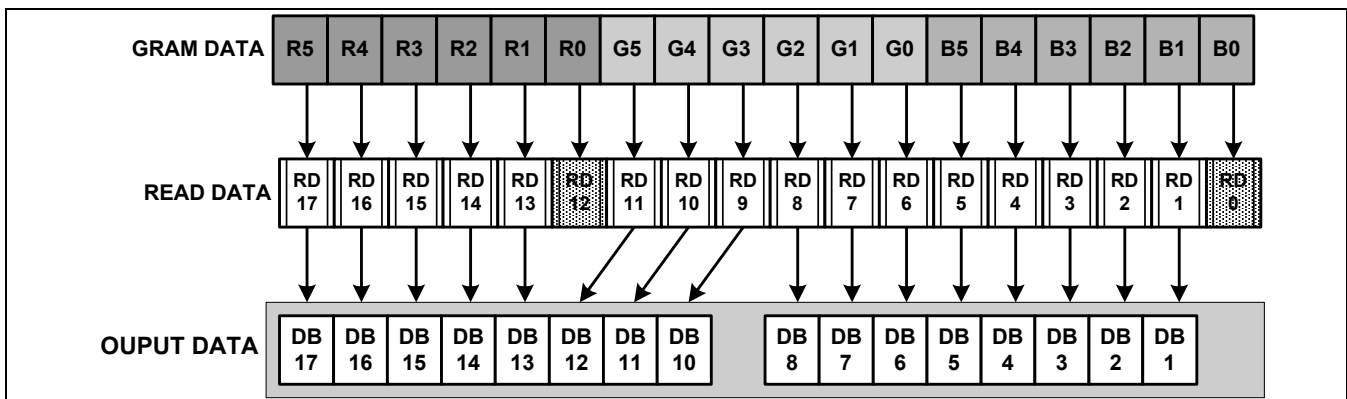 GRAM DATA R5 R4 R3 R2 R1 R0 G5 G4 G3 G2 G1 G0 B5 B4 B3 B2 B1 B0
READ DATA RD 17 RD 16 RD 15 RD 14 RD 13 RD 12 RD 11 RD 10 RD 9 RD 8 RD 7 RD 6 RD 5 RD 4 RD 3 RD 2 RD 1 RD 0
OUPUT DATA DB 17 DB 16 DB 15 DB 14 DB 13 DB 12 DB 11 DB 10 DB 8 DB 7 DB 6 DB 5 DB 4 DB 3 DB 2 DB 1